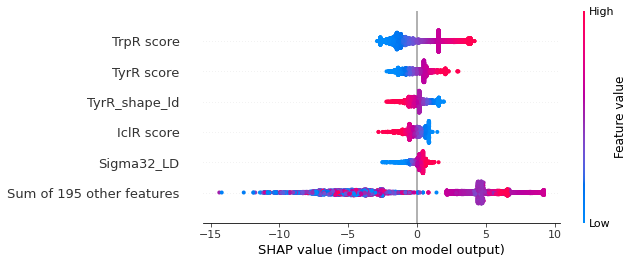 High
TrpR score
TyrR score
TyrR_shape_ld
IclR score
Sigma32_LD
Sum of 195 other features
Feature value
Low
−15 −10 −5 0 5 10
SHAP value (impact on model output)